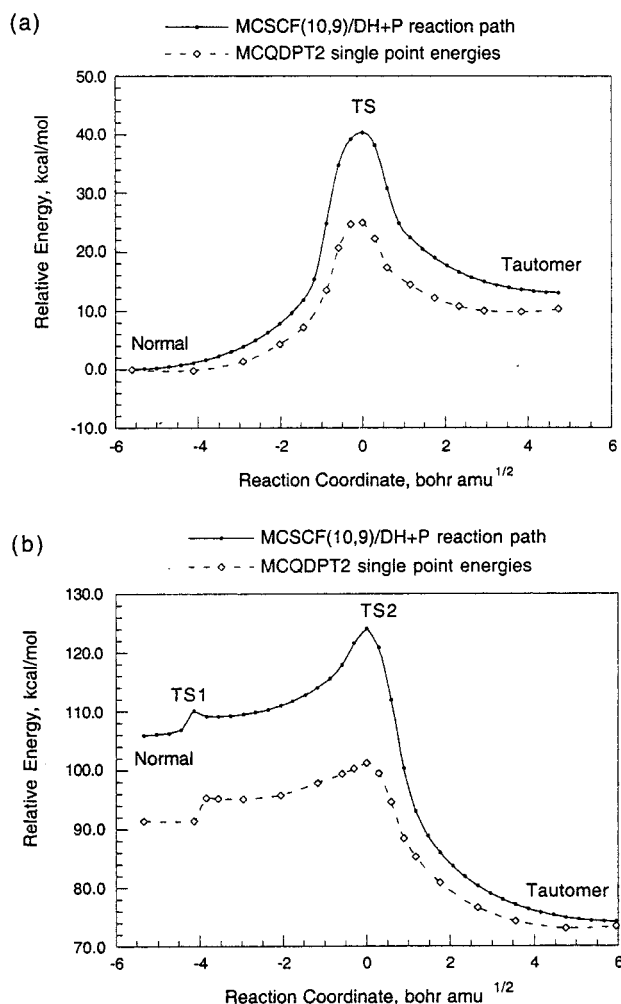 (a)
MCSCF(10,9)/DH+P reaction path
MCQDPT2 single point energies
50.0
40.0
30.0
20.0
10.0
0.0
-10.0
Relative Energy, kcal/mol
TS
Normal
Tautomer
-6 -4 -2 0 2 4 6
Reaction Coordinate, bohr amu 1/2
(b)
MCSCF(10,9)/DH+P reaction path
MCQDPT2 single point energies
130.0
120.0
110.0
100.0
90.0
80.0
70.0
Relative Energy, kcal/mol
TS2
TS1
Normal
Tautomer
-6 -4 -2 0 2 4 6
Reaction Coordinate, bohr amu 1/2